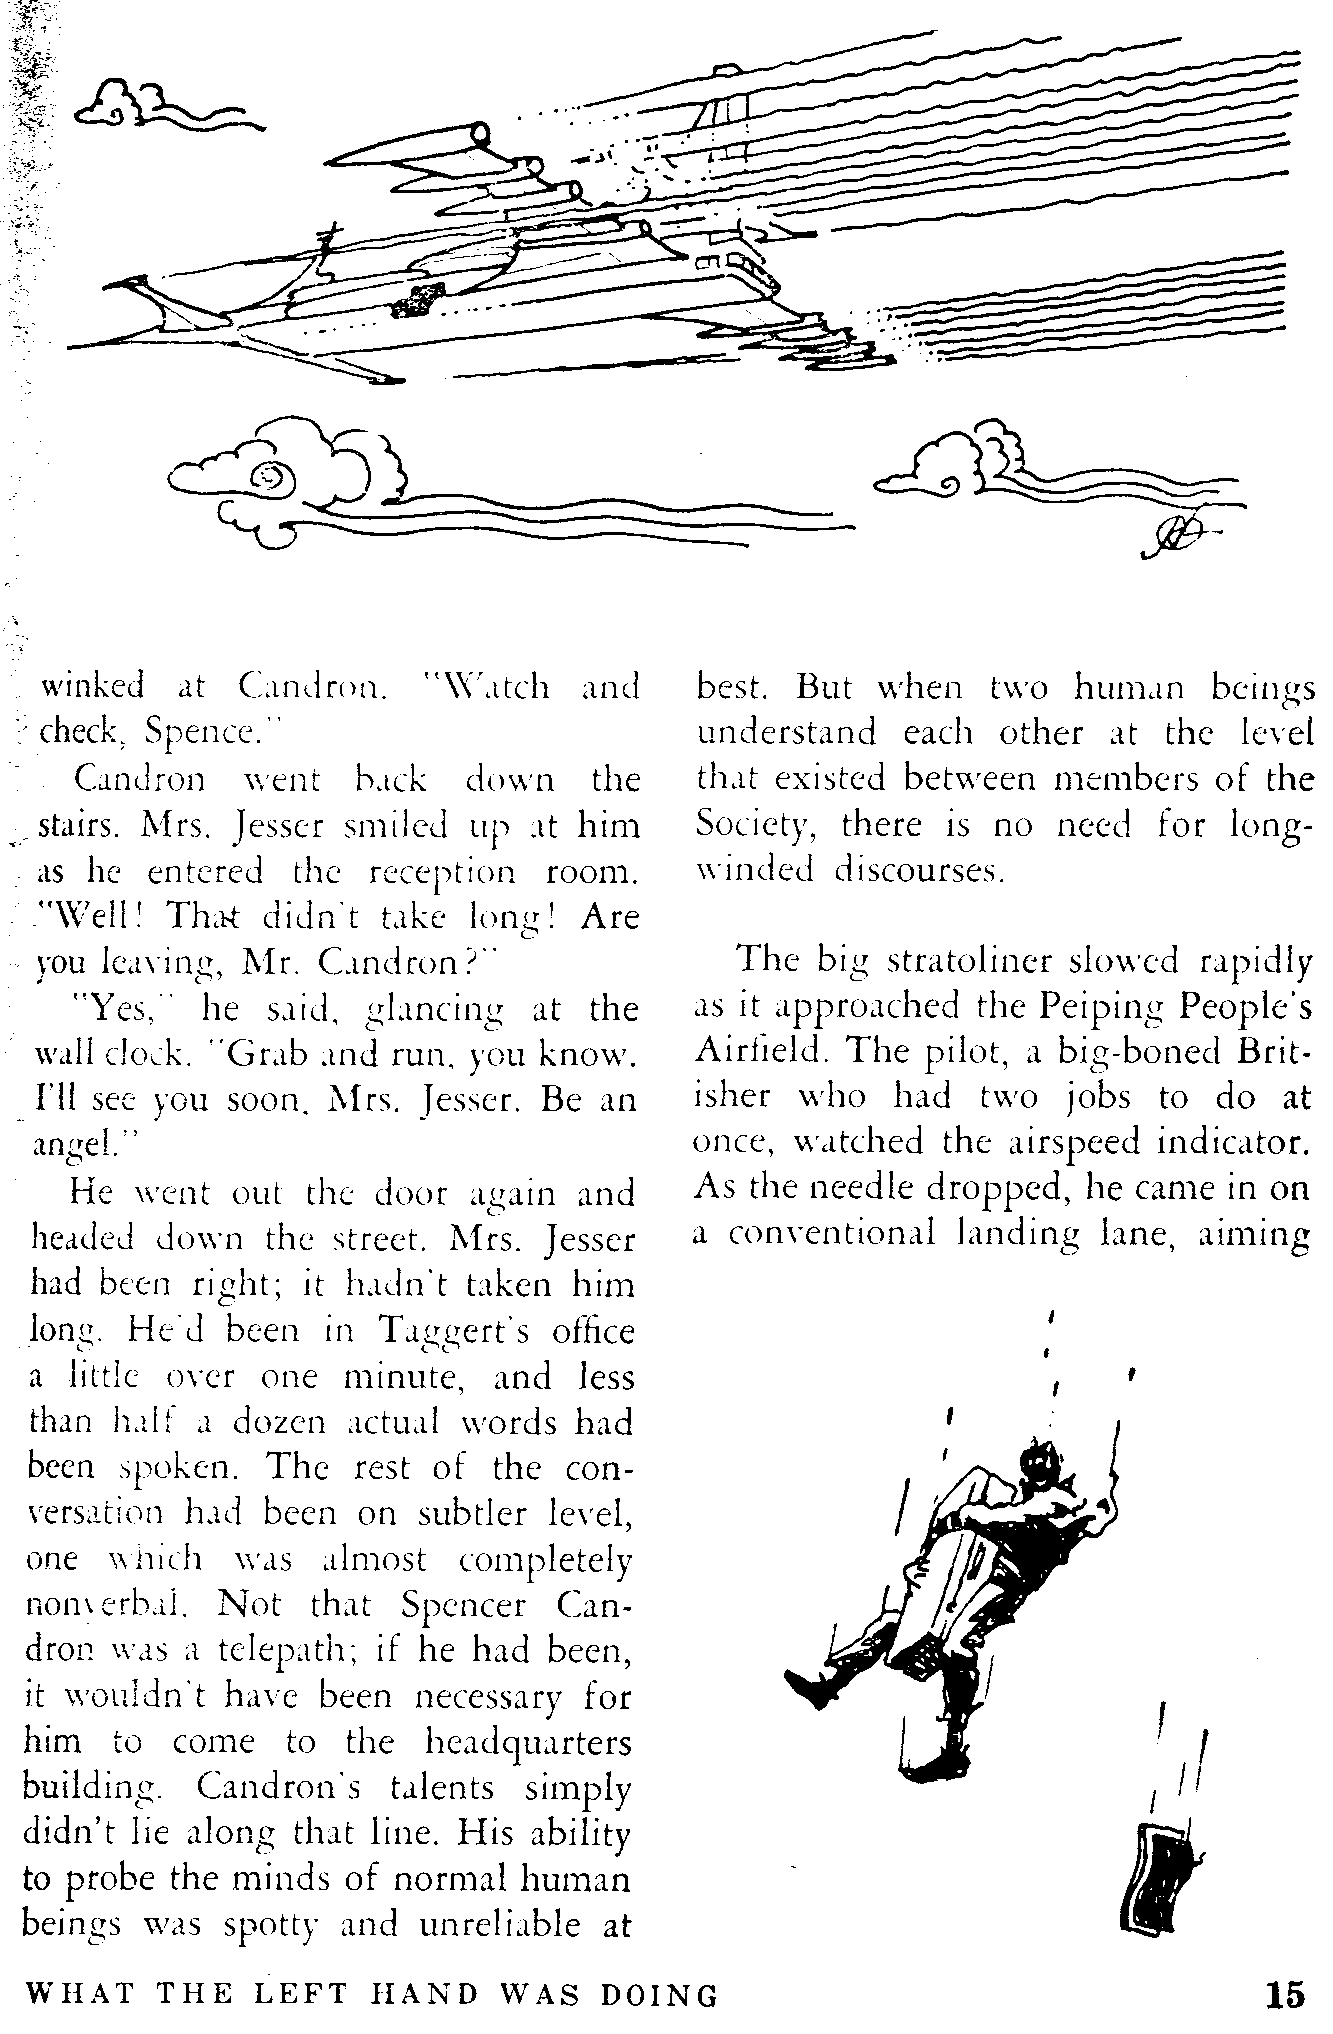 winked at Candron. "Watch and
check, Spence."
Candron went back down the
stairs. Mrs. Jesser smiled up at him
as he entered the reception room.
"Well! That didn't take long! Are
you leaving, Mr. Candron?"
"Yes," he said, glancing at the
wall clock. "Grab and run, you know.
I'll see you soon, Mrs. Jesser. Be an
angel."
He went out the door again and
headed down the street. Mrs. Jesser
had been right; it hadn't taken him
long. He'd been in Taggert's office
a little over one minute, and less
than half a dozen actual words had
been spoken. The rest of the con-
versation had been on subtler level,
one which was almost completely
nonverbal. Not that Spencer Can-
dron was a telepath; if he had been,
it wouldn't have been necessary for
him to come to the headquarters
building. Candron's talents simply
didn't lie along that line. His ability
to probe the minds of normal human
beings was spotty and unreliable at
best. But when two human beings
understand each other at the level
that existed between members of the
Society, there is no need for long-
winded discourses.
The big stratoliner slowed rapidly
as it approached the Peiping People's
Airfield. The pilot, a big-boned Brit-
isher who had two jobs to do at
once, watched the airspeed indicator.
As the needle dropped, he came in on
a conventional landing lane, aiming
WHAT THE LEFT HAND WAS DOING
15